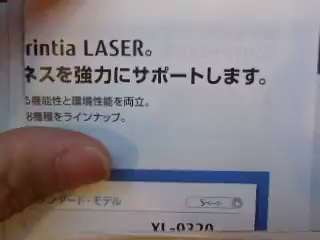 rintia LASER。
ネスを強力にサポートします。
機能性と環境性能を両立。
8機種をラインナップ。
ンダード・モデル
5ページ